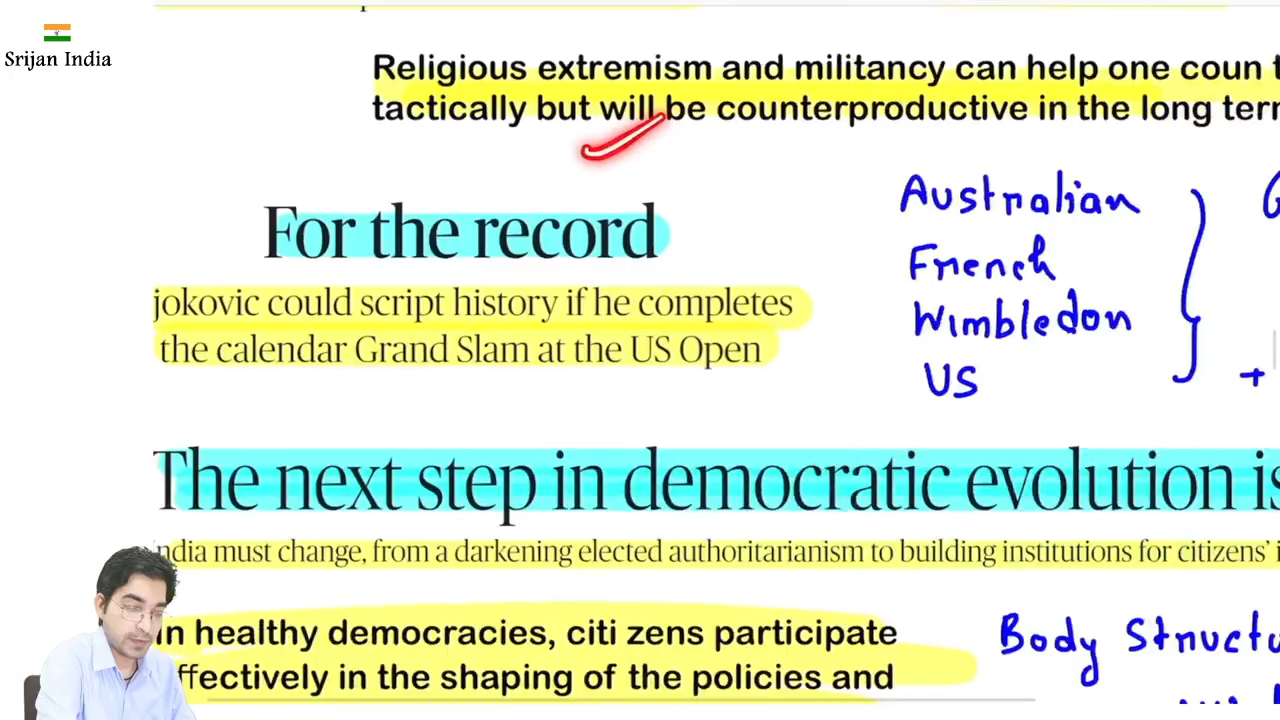 Srijan India
Religious extremism and militancy can help one coun t
tactically but will be counterproductive in the long ter
For the record
jokovic could script history if he completes
the calendar Grand Slam at the US Open
Australian
French
Wimbledon
US
+
The next step in democratic evolution is
ndia must change, from a darkening elected authoritarianism to building institutions for citizens' i
In healthy democracies, citi zens participate
ffectively in the shaping of the policies and
Body Structu